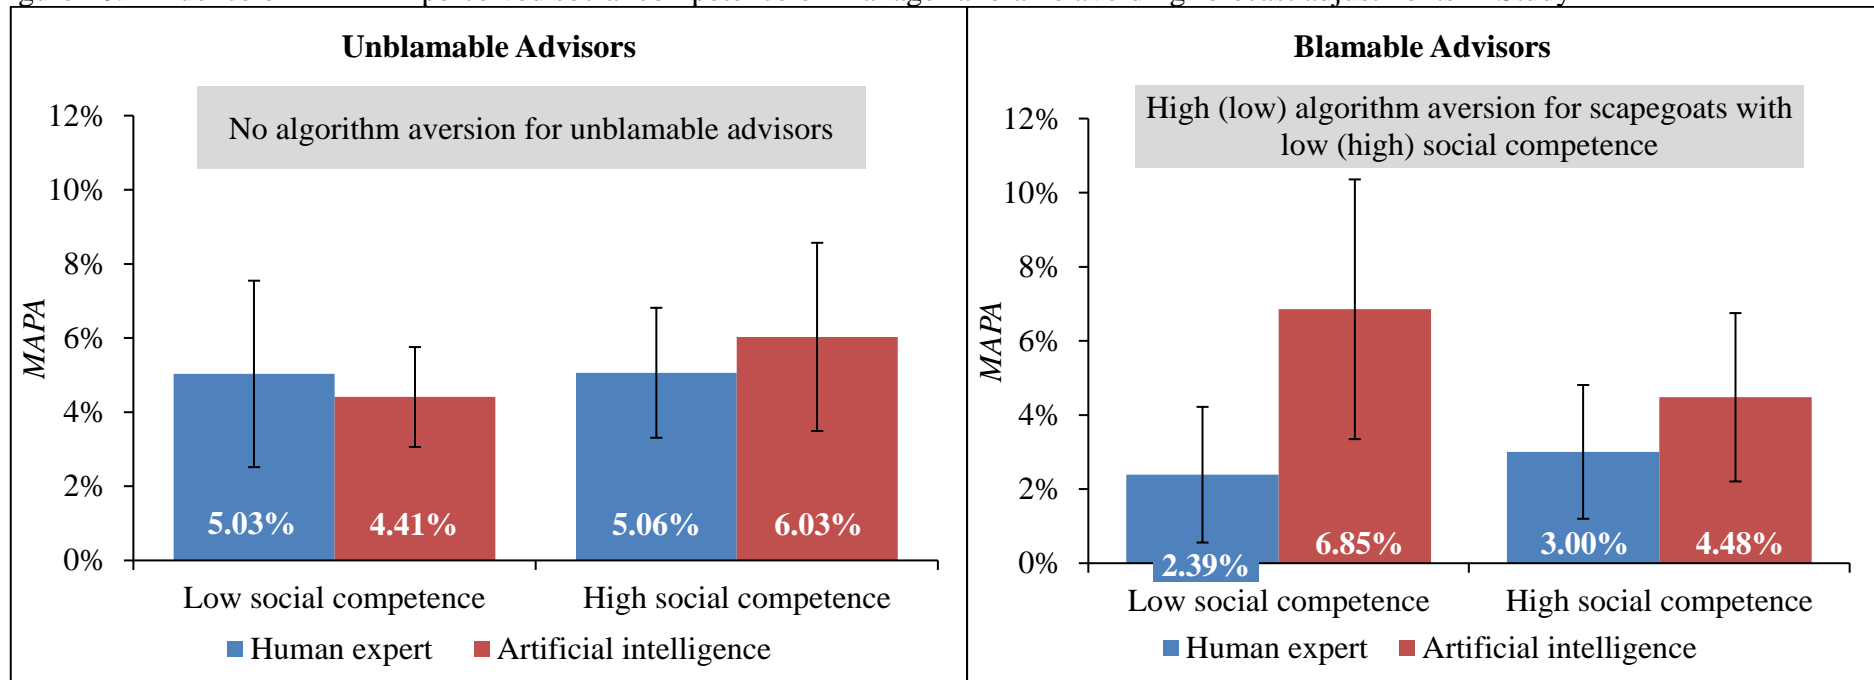 Unblamable Advisors
No algorithm aversion for unblamable advisors
12%
10%
8%
6%
4%
2%
0%
MAPA
5.03%
4.41%
5.06%
6.03%
Low social competence
High social competence
Human expert
Artificial intelligence
Blamable Advisors
High (low) algorithm aversion for scapegoats with
low (high) social competence
12%
10%
8%
6%
4%
2%
0%
MAPA
2.39%
6.85%
3.00%
4.48%
Low social competence
High social competence
Human expert
Artificial intelligence